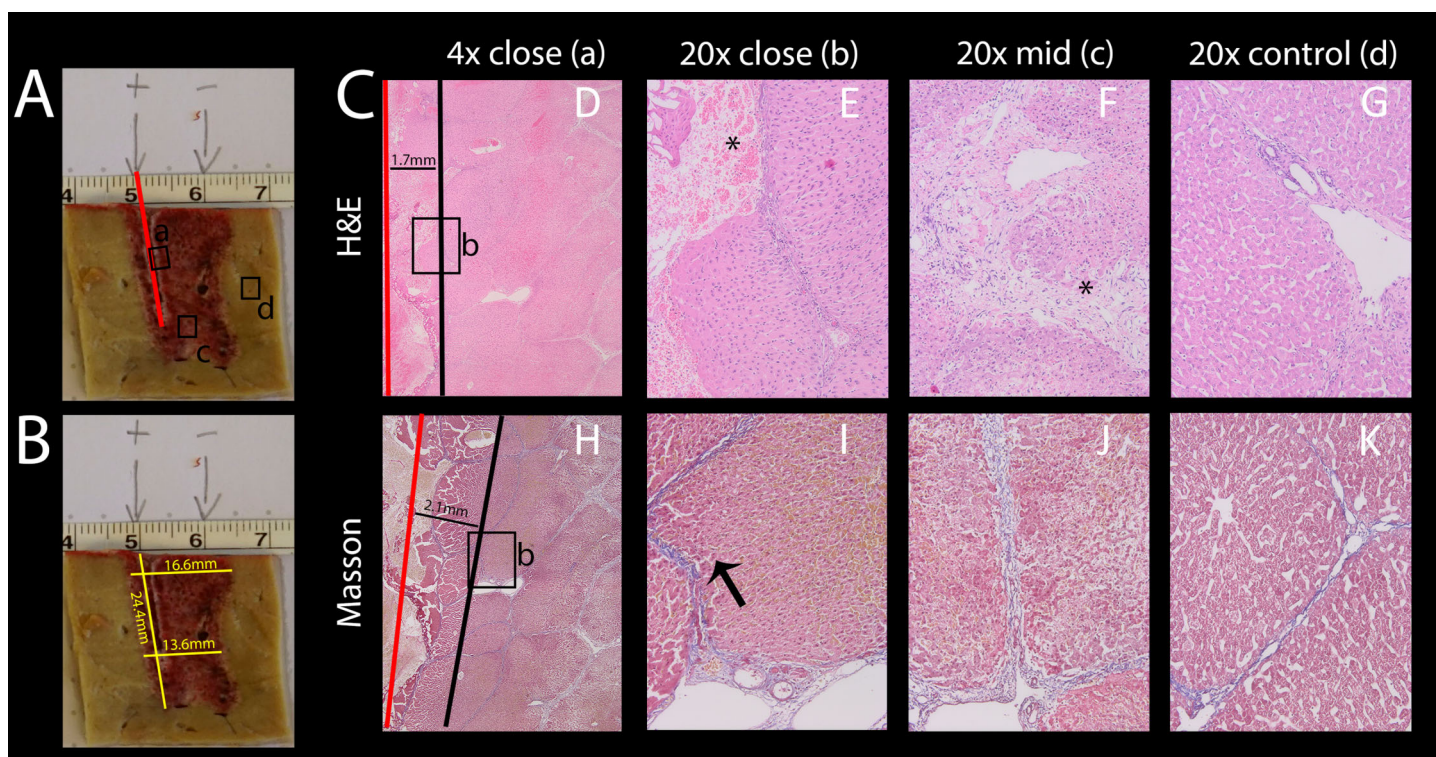 4x close (a)
20x close (b)
20x mid (c)
20x control (d)
A
+
-
4
5
6
7
a
d
c
C
H&E
D
1.7mm
b
E
*
F
*
G
B
+
-
4
5
6
7
16.6mm
24.4mm
13.6mm
Masson
H
2.1mm
b
I
J
K